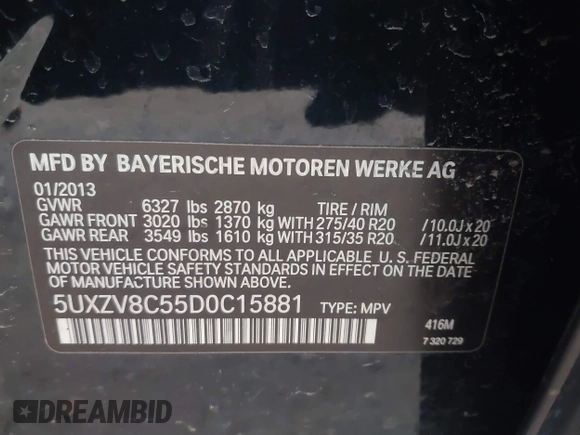 MFD BY BAYERISCHE MOTOREN WERKE AG
01/2013
GVWR 6327 lbs 2870 kg TIRE / RIM
GAWR FRONT 3020 lbs 1370 kg WITH 275/40 R20 /10.0J x 20
GAWR REAR 3549 lbs 1610 kg WITH 315/35 R20 /11.0J x 20
THIS VEHICLE CONFORMS TO ALL APPLICABLE U. S. FEDERAL
MOTOR VEHICLE SAFETY STANDARDS IN EFFECT ON THE
DATE OF MANUFACTURE SHOWN ABOVE.
5UXZV8C55D0C15881 TYPE: MPV
416M
7 320 729
DREAMBID